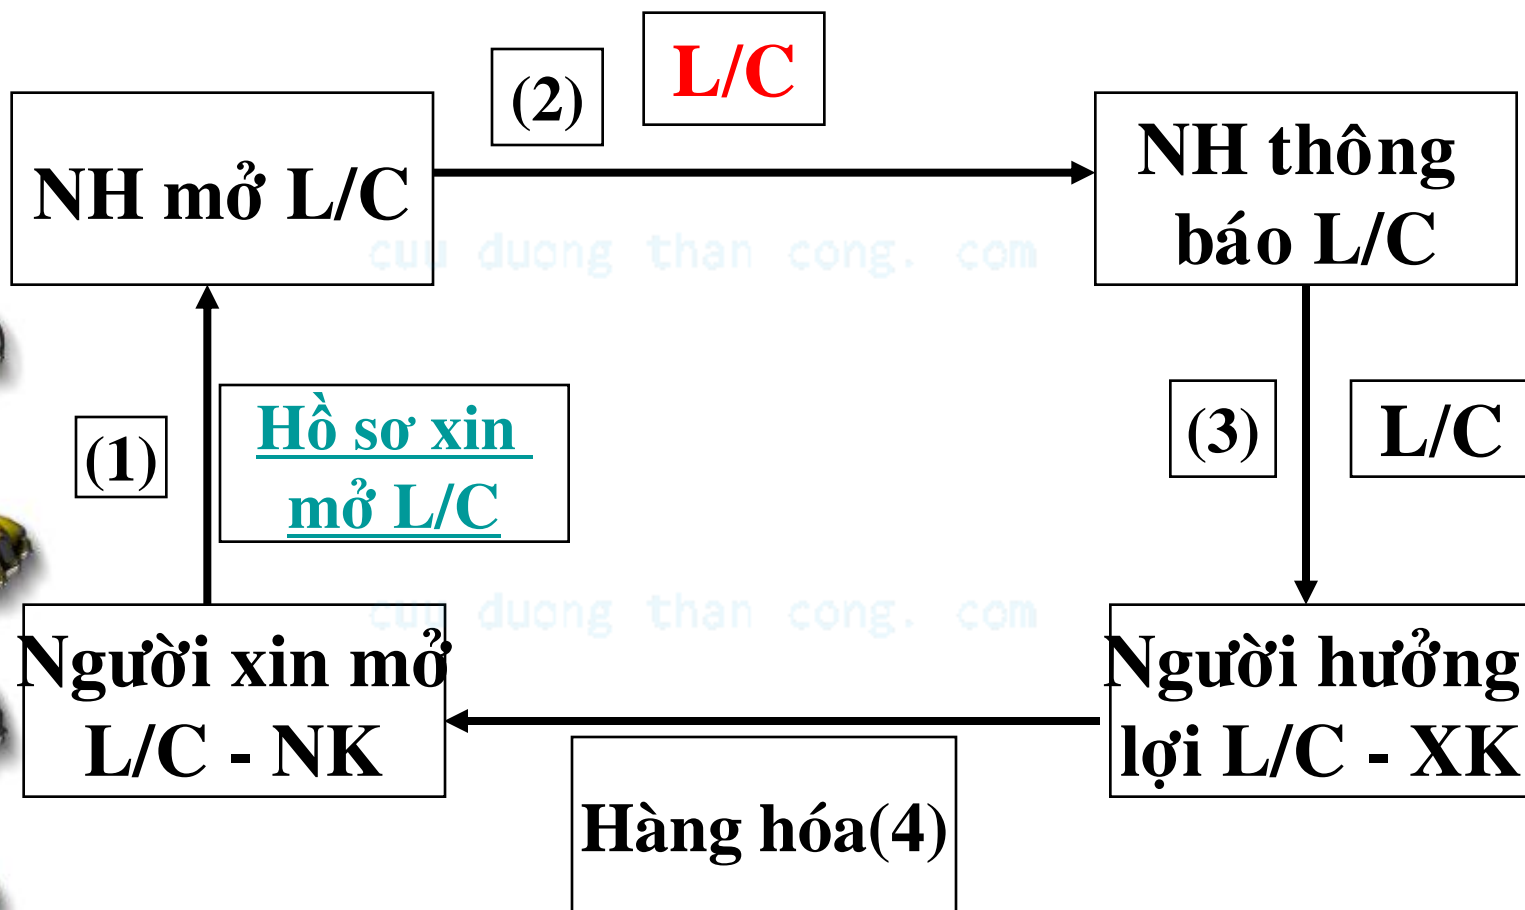 L/C
(2)
NH mở L/C
NH thông
báo L/C
cuu duong than cong. com
(1)
Hồ sơ xin
mở L/C
(3)
L/C
cuu duong than cong. com
Người xin mở
L/C - NK
Người hưởng
lợi L/C - XK
Hàng hóa(4)